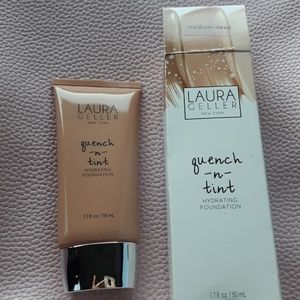 LAURA
GELLER
NEW YORK
quench
-n-
tint
HYDRATING
FOUNDATION
1.7 fl. oz / 50 mL
medium deep
LAURA
GELLER
NEW YORK
quench
-n-
tint
HYDRATING
FOUNDATION
1.7 fl. oz / 50 mL